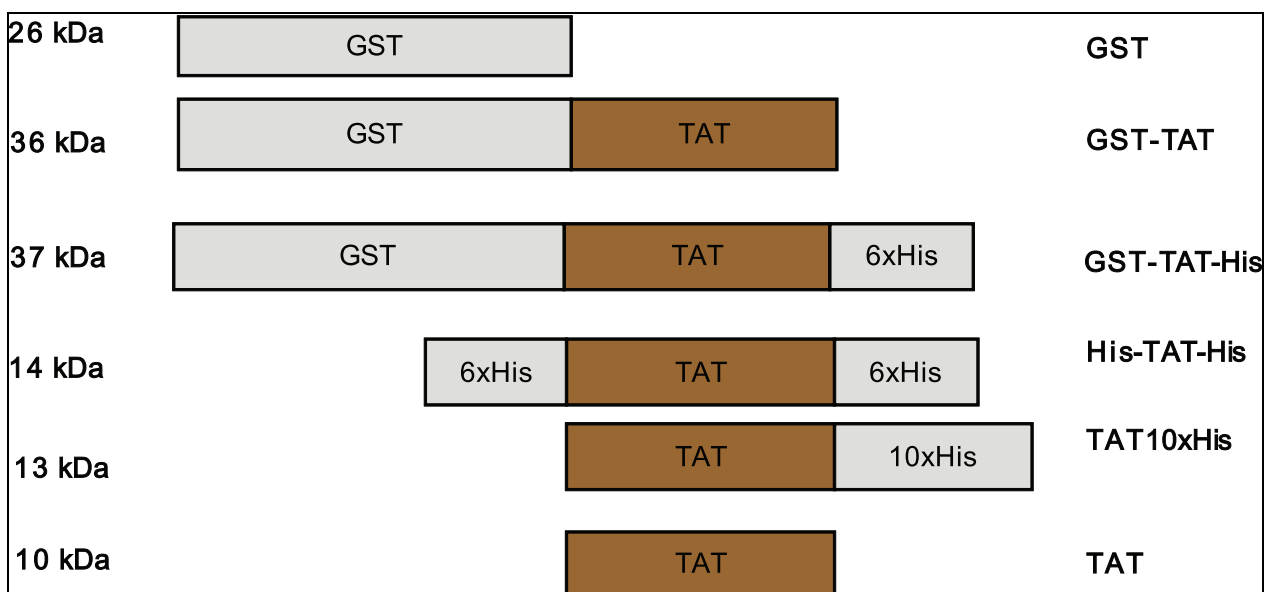 26 kDa GST GST
36 kDa GST TAT GST-TAT
37 kDa GST TAT 6xHis GST-TAT-His
14 kDa 6xHis TAT 6xHis His-TAT-His
13 kDa TAT 10xHis TAT10xHis
10 kDa TAT TAT